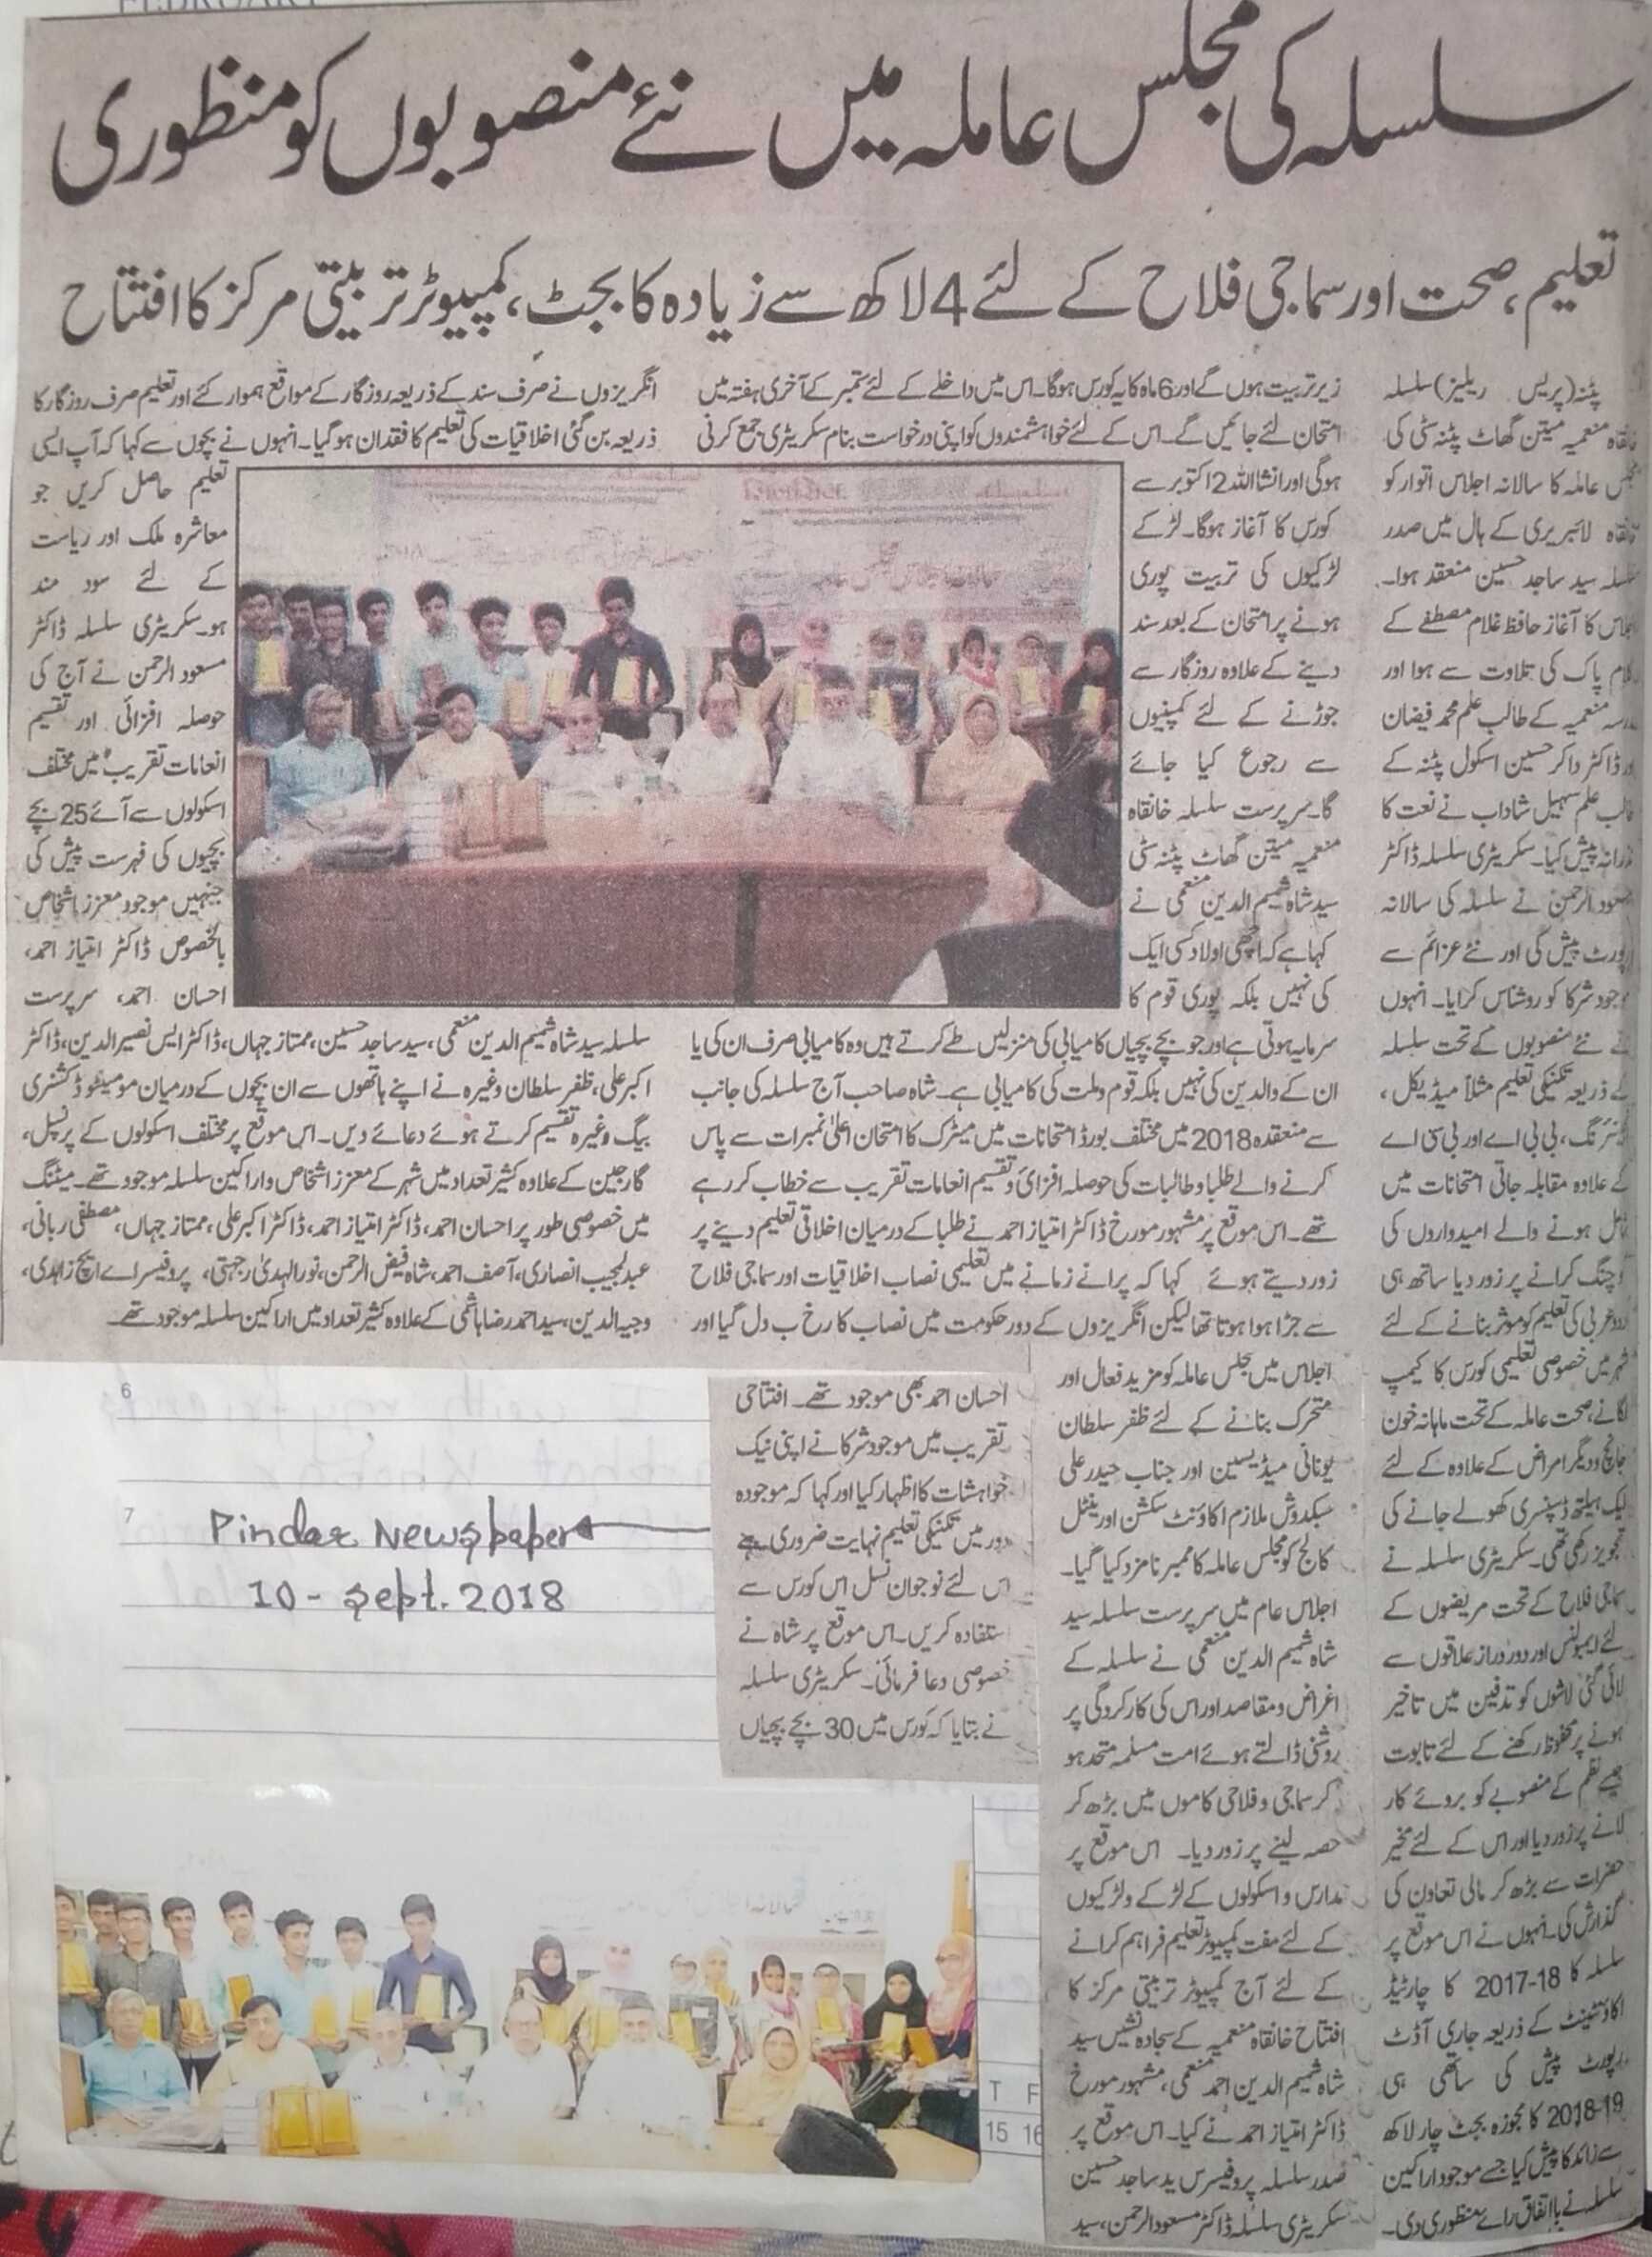 سلسلہ کی مجلس عاملہ میں نئے منصوبوں کو منظوری
تعلیم، صحت اور سماجی فلاح کے لئے 4 لاکھ سے زیادہ کا بجٹ، کمپیوٹر تربیتی مرکز کا افتتاح
پٹنہ (پریس ریلیز) سلسلہ
خانقاہ منعمیہ میتن گھاٹ پٹنہ سٹی کی
مجلس عاملہ کا سالانہ اجلاس اتوار کو
خانقاہ لائبریری کے ہال میں صدر
سلسلہ سید ساجد حسین منعقد ہوا۔
اجلاس کا آغاز حافظ غلام مصطفے کے
کلام پاک کی تلاوت سے ہوا اور
مدرسہ منعمیہ کے طالب علم محمد فیضان
اور ڈاکٹر ذاکر حسین اسکول پٹنہ کے
طالب علم سہیل شاداب نے نعت کا
نذرانہ پیش کیا۔ سکریٹری سلسلہ ڈاکٹر
مسعود الرحمن نے سلسلہ کی سالانہ
رپورٹ پیش کی اور نئے عزائم سے
موجود شرکا کو روشناس کرایا۔ انہوں
نے نئے منصوبوں کے تحت سلسلہ
کے ذریعہ تکنیکی تعلیم مثلاً میڈیکل،
انجینئرنگ، بی بی اے اور بی سی اے
کے علاوہ مقابلہ جاتی امتحانات میں
شامل ہونے والے امیدواروں کی
کوچنگ کرانے پر زور دیا ساتھ ہی
اردو عربی کی تعلیم کو موثر بنانے کے لئے
شہر میں خصوصی تعلیمی کورس کا کیمپ
لگانے، صحت عاملہ کے تحت ماہانہ خون
جانچ و دیگر امراض کے علاوہ کے لئے
ایک ہیلتھ ڈسپنسری کھولے جانے کی
تجویز رکھی گئی۔ سکریٹری سلسلہ نے
سماجی فلاح کے تحت مریضوں کے
لئے ایمبولنس اور دور دراز علاقوں سے
لائی گئی لاشوں کو تدفین میں تاخیر
ہونے پر محفوظ رکھنے کے لئے تابوت
جیسے نظم کے منصوبے کو بروئے کار
لانے پر زور دیا اور اس کے لئے مخیر
حضرات سے بڑھ کر مالی تعاون کی
گذارش کی۔ انہوں نے اس موقع پر
سلسلہ کا 2017-18 کا چارٹیڈ
اکاؤنٹینٹ کے ذریعہ جاری آڈٹ
رپورٹ پیش کی ساتھی ہی
2018-19 کا مجوزہ بجٹ چار لاکھ
سے زائد کا پیش کیا جسے موجود اراکین
سلسلہ نے بااتفاق رائے منظوری دی۔
اجلاس میں مجلس عاملہ کو مزید فعال اور
متحرک بنانے کے لئے ظفر سلطان
یونانی میڈیسین اور جناب حیدر علی
سبکدوش ملازم اکاؤنٹ سکشن اورینٹل
کالج کو مجلس عاملہ کا ممبر نامزد کیا گیا۔
اجلاس عام میں سرپرست سلسلہ سید
شاہ شمیم الدین منعمی نے سلسلہ کے
اغراض و مقاصد اور اس کی کارکردگی پر
روشنی ڈالتے ہوئے امت مسلمہ متحد ہو
کر سماجی و فلاحی کاموں میں بڑھ کر
حصہ لینے پر زور دیا۔ اس موقع پر
مدارس و اسکولوں کے لڑکے و لڑکیوں
کے لئے مفت کمپیوٹر تعلیم فراہم کرانے
کے لئے آج کمپیوٹر تربیتی مرکز کا
افتتاح خانقاہ منعمیہ کے سجادہ نشیں سید
شاہ شمیم الدین احمد منعمی، مشہور مورخ
ڈاکٹر امتیاز احمد نے کیا۔ اس موقع پر
صدر سلسلہ پروفیسر سید ساجد حسین
سکریٹری سلسلہ ڈاکٹر مسعود الرحمن، سید
احسان احمد بھی موجود تھے۔ افتتاحی
تقریب میں موجود شرکا نے اپنی نیک
خواہشات کا اظہار کیا اور کہا کہ موجودہ
دور میں تکنیکی تعلیم نہایت ضروری ہے
اس لئے نوجوان نسل اس کورس سے
استفادہ کریں۔ اس موقع پر شاہ نے
خصوصی دعا فرمائی۔ سکریٹری سلسلہ
نے بتایا کہ کورس میں 30 بچے بچیاں
زیر تربیت ہوں گے اور 6 ماہ کا یہ کورس ہوگا۔ اس میں داخلے کے لئے ستمبر کے آخری ہفتہ میں
امتحان لئے جائیں گے۔ اس کے لئے خواہشمندوں کو اپنی درخواست بنام سکریٹری جمع کرنی
ہوگی اور انشاللہ 2 اکتوبر سے
کورس کا آغاز ہوگا۔ لڑکے
لڑکیوں کی تربیت پوری
ہونے پر امتحان کے بعد سند
دینے کے علاوہ روزگار سے
جوڑنے کے لئے کمپنیوں
سے رجوع کیا جائے
گا۔ سرپرست سلسلہ خانقاہ
منعمیہ میتن گھاٹ پٹنہ سٹی
سید شاہ شمیم الدین منعمی نے
کہا ہے کہ اچھی اولاد کسی ایک
کی نہیں بلکہ پوری قوم کا
سرمایہ ہوتی ہے اور جو بچے بچیاں کامیابی کی منزلیں طے کرتے ہیں وہ کامیابی صرف ان کی یا
ان کے والدین کی نہیں بلکہ قوم و ملت کی کامیابی ہے۔ شاہ صاحب آج سلسلہ کی جانب
سے منعقدہ 2018 میں مختلف بورڈ امتحانات میں میٹرک کا امتحان اعلیٰ نمبرات سے پاس
کرنے والے طلبا و طالبات کی حوصلہ افزائی و تقسیم انعامات تقریب سے خطاب کر رہے
تھے۔ اس موقع پر مشہور مورخ ڈاکٹر امتیاز احمد نے طلبا کے درمیان اخلاقی تعلیم دینے پر
زور دیتے ہوئے کہا کہ پرانے زمانے میں تعلیمی نصاب اخلاقیات اور سماجی فلاح
سے جڑا ہوا ہوتا تھا لیکن انگریزوں کے دور حکومت میں نصاب کا رخ ب دل گیا اور
انگریزوں نے صرف سند کے ذریعہ روزگار کے مواقع ہموار کئے اور تعلیم صرف روزگار کا
ذریعہ بن گئی اخلاقیات کی تعلیم کا فقدان ہو گیا۔ انہوں نے بچوں سے کہا کہ آپ ایسی
تعلیم حاصل کریں جو
معاشرہ ملک اور ریاست
کے لئے سود مند
ہو۔ سکریٹری سلسلہ ڈاکٹر
مسعود الرحمن نے آج کی
حوصلہ افزائی اور تقسیم
انعامات تقریب میں مختلف
اسکولوں سے آئے 25 بچے
بچیوں کی فہرست پیش کی
جنہیں موجود معزز اشخاص
بالخصوص ڈاکٹر امتیاز احمد،
احسان احمد، سرپرست
سلسلہ سید شاہ شمیم الدین منعمی، سید ساجد حسین، ممتاز جہاں، ڈاکٹر ایس نصیر الدین، ڈاکٹر
اکبر علی، ظفر سلطان وغیرہ نے اپنے ہاتھوں سے ان بچوں کے درمیان مومینٹو ڈکشنری
بیگ وغیرہ تقسیم کرتے ہوئے دعائے دیں۔ اس موقع پر مختلف اسکولوں کے پرنسپل،
گارجین کے علاوہ کثیر تعداد میں شہر کے معزز اشخاص و اراکین سلسلہ موجود تھے۔ میٹنگ
میں خصوصی طور پر احسان احمد، ڈاکٹر امتیاز احمد، ڈاکٹر اکبر علی، ممتاز جہاں، مصطفی ربانی،
عبدالمجیب انصاری، آصف احمد، شاہ فیض الرحمن، نور الہدیٰ رحمتی، پروفیسر اے ایچ زاہدی،
وجیہ الدین، سید احمد رضا ہاشمی کے علاوہ کثیر تعداد میں اراکین سلسلہ موجود تھے۔
6
7
Pindar Newspaper
10 - Sept. 2018
T F
15 16